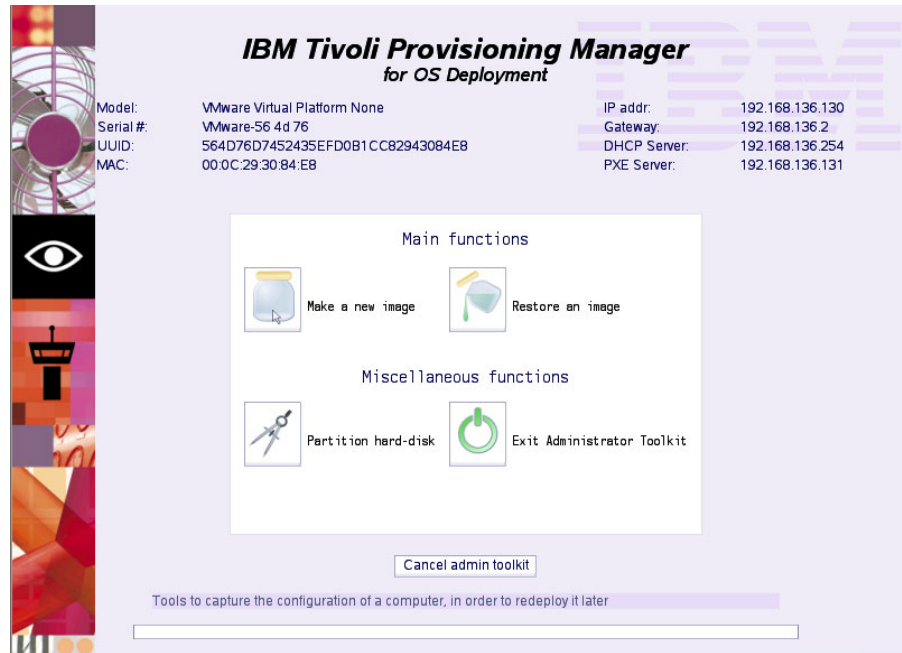 IBM Tivoli Provisioning Manager
for OS Deployment
Model: VMware Virtual Platform None IP addr: 192.168.136.130
Serial #: VMware-56 4d 76 Gateway: 192.168.136.2
UUID: 564D76D7452435EFD0B1CC82943084E8 DHCP Server: 192.168.136.254
MAC: 00:0C:29:30:84:E8 PXE Server: 192.168.136.131
Main functions
Make a new image Restore an image
Miscellaneous functions
Partition hard-disk Exit Administrator Toolkit
Cancel admin toolkit
Tools to capture the configuration of a computer, in order to redeploy it later